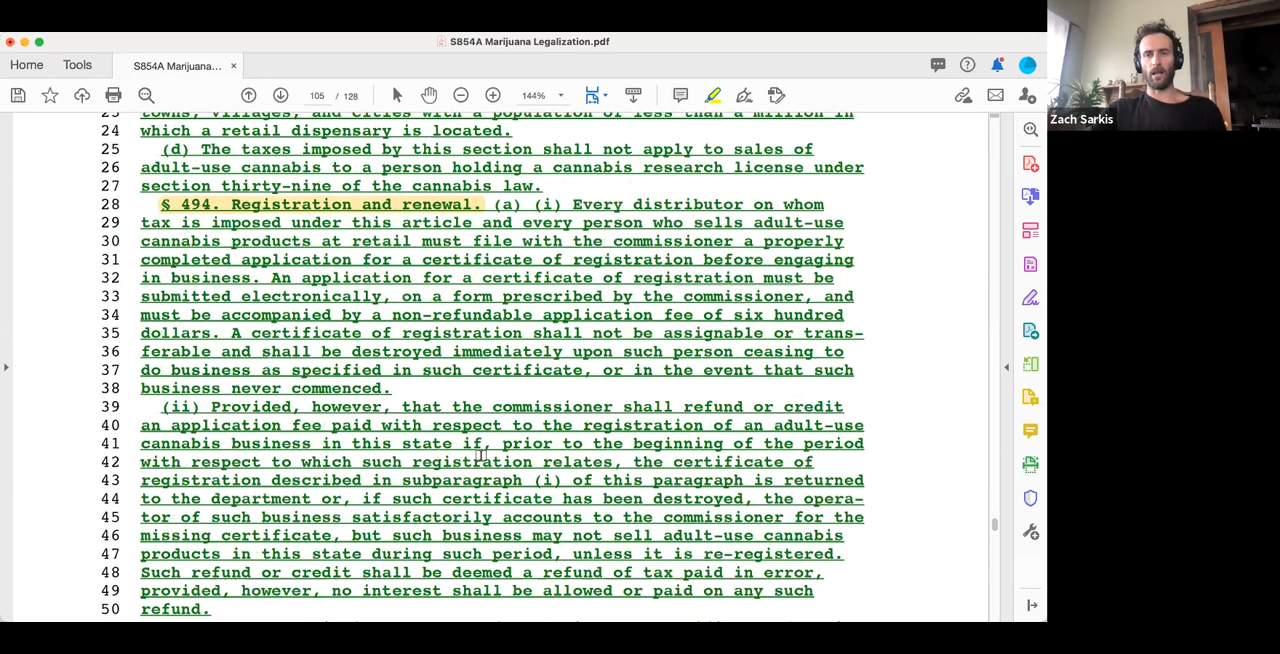 S854A Marijuana Legalization.pdf
Home
Tools
S854A Marijuana... ×
105 / 128
144%
Zach Sarkis
23 towns, villages, and cities with a population of less than a million in
24 which a retail dispensary is located.
25 (d) The taxes imposed by this section shall not apply to sales of
26 adult-use cannabis to a person holding a cannabis research license under
27 section thirty-nine of the cannabis law.
28 § 494. Registration and renewal. (a) (i) Every distributor on whom
29 tax is imposed under this article and every person who sells adult-use
30 cannabis products at retail must file with the commissioner a properly
31 completed application for a certificate of registration before engaging
32 in business. An application for a certificate of registration must be
33 submitted electronically, on a form prescribed by the commissioner, and
34 must be accompanied by a non-refundable application fee of six hundred
35 dollars. A certificate of registration shall not be assignable or trans-
36 ferable and shall be destroyed immediately upon such person ceasing to
37 do business as specified in such certificate, or in the event that such
38 business never commenced.
39 (ii) Provided, however, that the commissioner shall refund or credit
40 an application fee paid with respect to the registration of an adult-use
41 cannabis business in this state if, prior to the beginning of the period
42 with respect to which such registration relates, the certificate of
43 registration described in subparagraph (i) of this paragraph is returned
44 to the department or, if such certificate has been destroyed, the opera-
45 tor of such business satisfactorily accounts to the commissioner for the
46 missing certificate, but such business may not sell adult-use cannabis
47 products in this state during such period, unless it is re-registered.
48 Such refund or credit shall be deemed a refund of tax paid in error,
49 provided, however, no interest shall be allowed or paid on any such
50 refund.